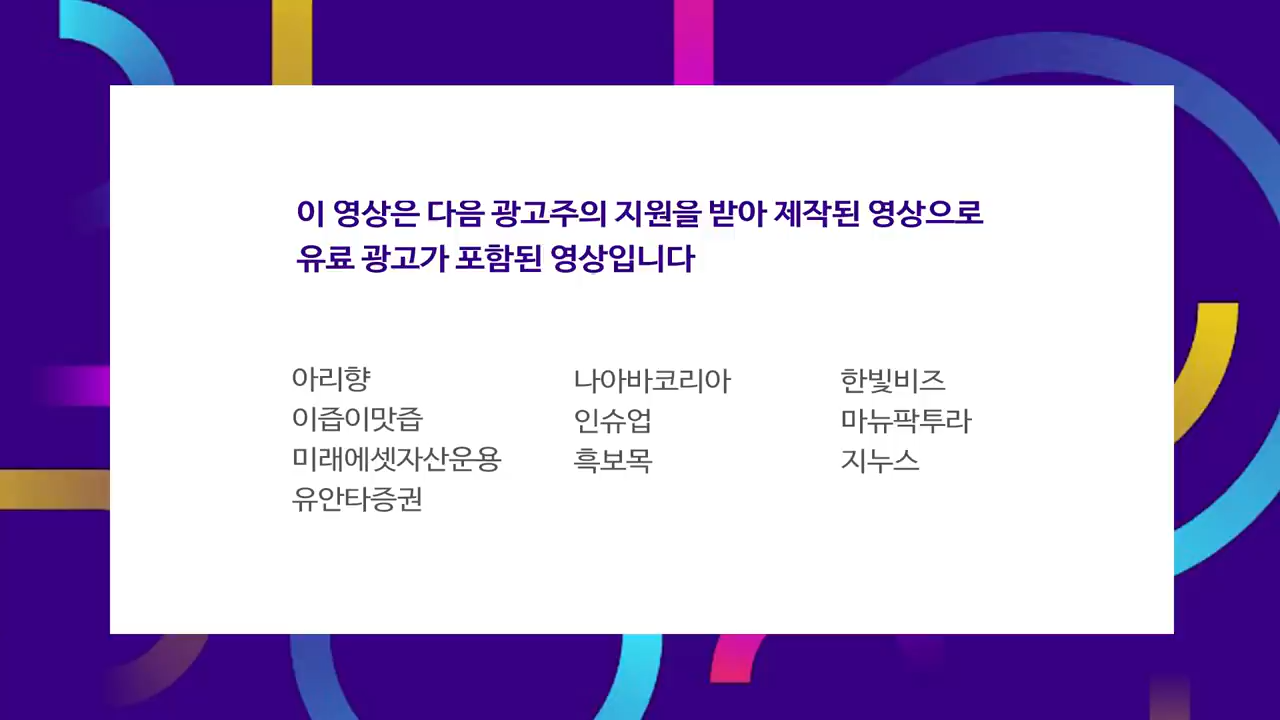 이 영상은 다음 광고주의 지원을 받아 제작된 영상으로
유료 광고가 포함된 영상입니다
아리향
이즙이맛즙
미래에셋자산운용
유안타증권
나아바코리아
인슈업
흑보목
한빛비즈
마뉴팍투라
지누스